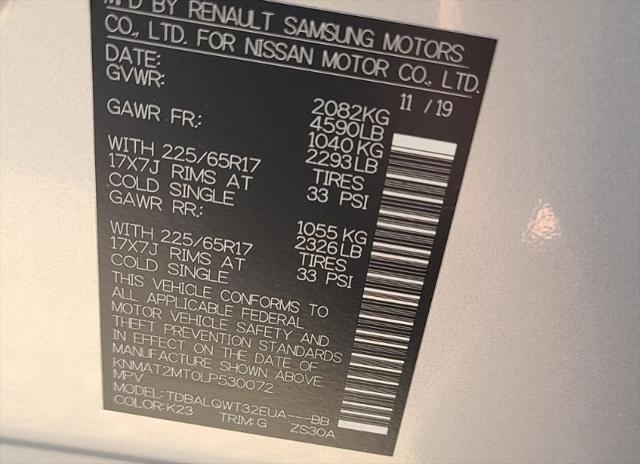 MFD BY RENAULT SAMSUNG MOTORS
CO., LTD. FOR NISSAN MOTOR CO., LTD.
DATE: 11 / 19
GVWR: 2082KG
4590LB
GAWR FR: 1040 KG
2293LB
WITH 225/65R17 TIRES
17X7J RIMS AT 33 PSI
COLD SINGLE
GAWR RR: 1055 KG
2326LB
WITH 225/65R17 TIRES
17X7J RIMS AT 33 PSI
COLD SINGLE
THIS VEHICLE CONFORMS TO
ALL APPLICABLE FEDERAL
MOTOR VEHICLE SAFETY AND
THEFT PREVENTION STANDARDS
IN EFFECT ON THE DATE OF
MANUFACTURE SHOWN ABOVE.
KNMAT2MT0LP530072
MPV
MODEL: TDBALQWT32EUA---BB
COLOR: K23 TRIM: G ZS30A